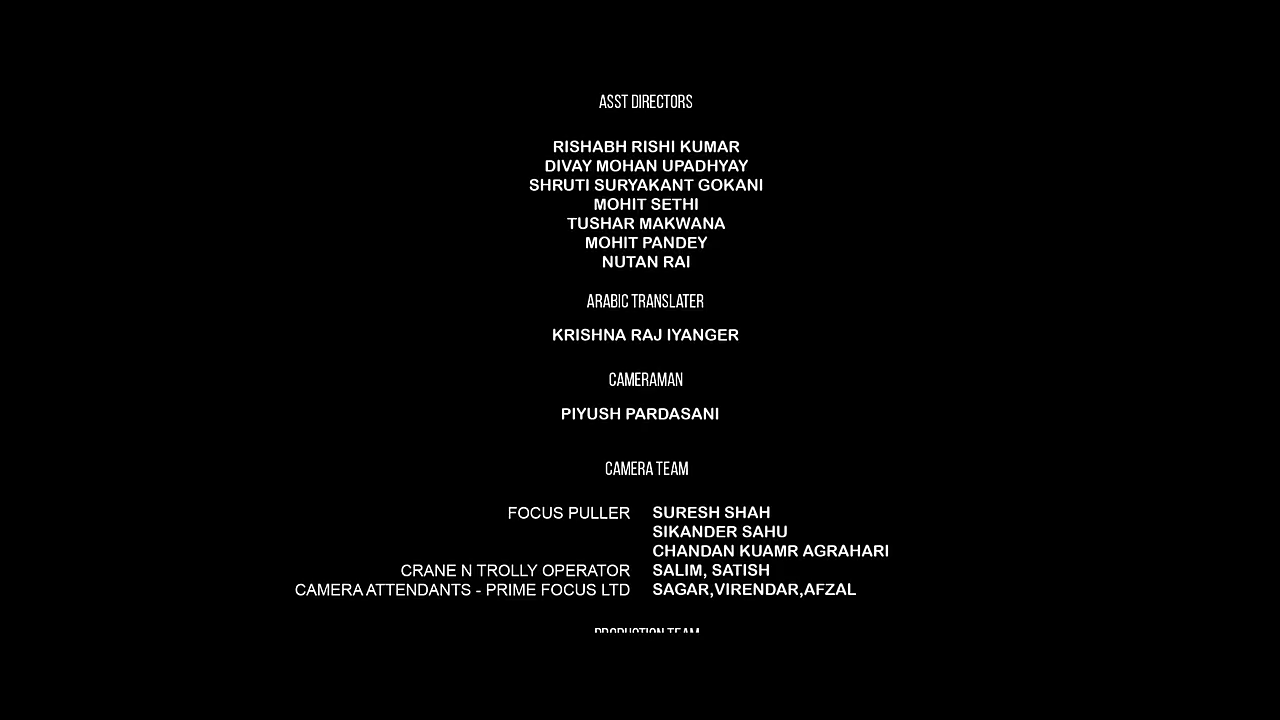 ASST DIRECTORS
RISHABH RISHI KUMAR
DIVAY MOHAN UPADHYAY
SHRUTI SURYAKANT GOKANI
MOHIT SETHI
TUSHAR MAKWANA
MOHIT PANDEY
NUTAN RAI
ARABIC TRANSLATER
KRISHNA RAJ IYANGER
CAMERAMAN
PIYUSH PARDASANI
CAMERA TEAM
FOCUS PULLER SURESH SHAH
SIKANDER SAHU
CHANDAN KUAMR AGRAHARI
CRANE N TROLLY OPERATOR SALIM, SATISH
CAMERA ATTENDANTS - PRIME FOCUS LTD SAGAR,VIRENDAR,AFZAL
PRODUCTION TEAM